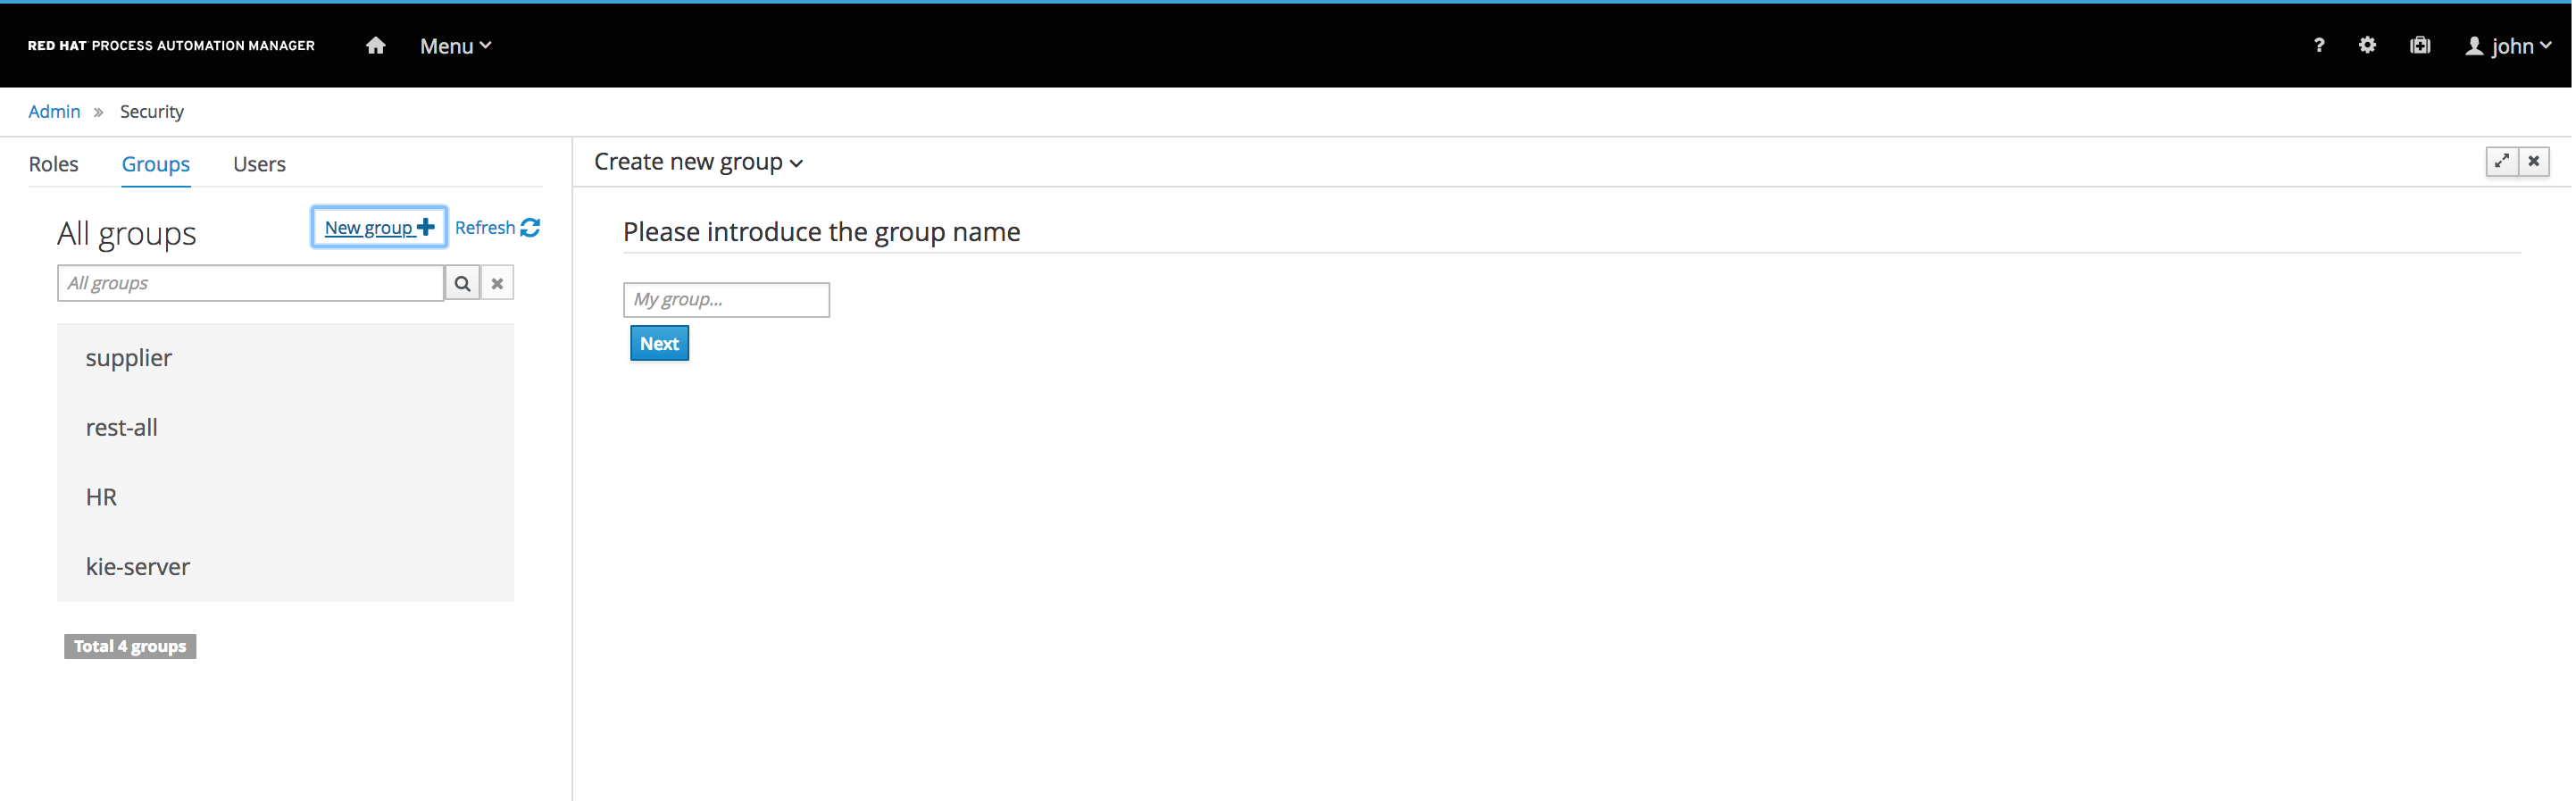 RED HAT PROCESS AUTOMATION MANAGER Menu ? john
Admin » Security
Roles Groups Users
Create new group
All groups New group Refresh
All groups
supplier
rest-all
HR
kie-server
Total 4 groups
Please introduce the group name
My group...
Next